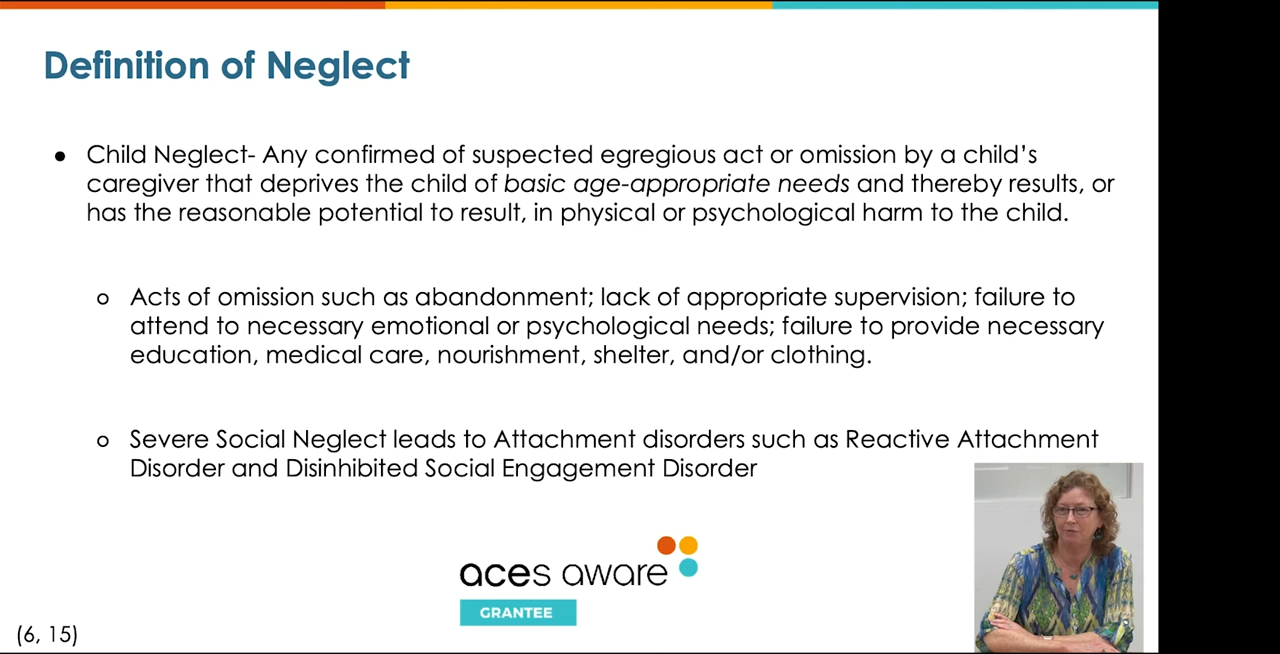 Definition of Neglect
● Child Neglect- Any confirmed of suspected egregious act or omission by a child's
caregiver that deprives the child of basic age-appropriate needs and thereby results, or
has the reasonable potential to result, in physical or psychological harm to the child.
○ Acts of omission such as abandonment; lack of appropriate supervision; failure to
attend to necessary emotional or psychological needs; failure to provide necessary
education, medical care, nourishment, shelter, and/or clothing.
○ Severe Social Neglect leads to Attachment disorders such as Reactive Attachment
Disorder and Disinhibited Social Engagement Disorder
aces aware
GRANTEE
(6, 15)